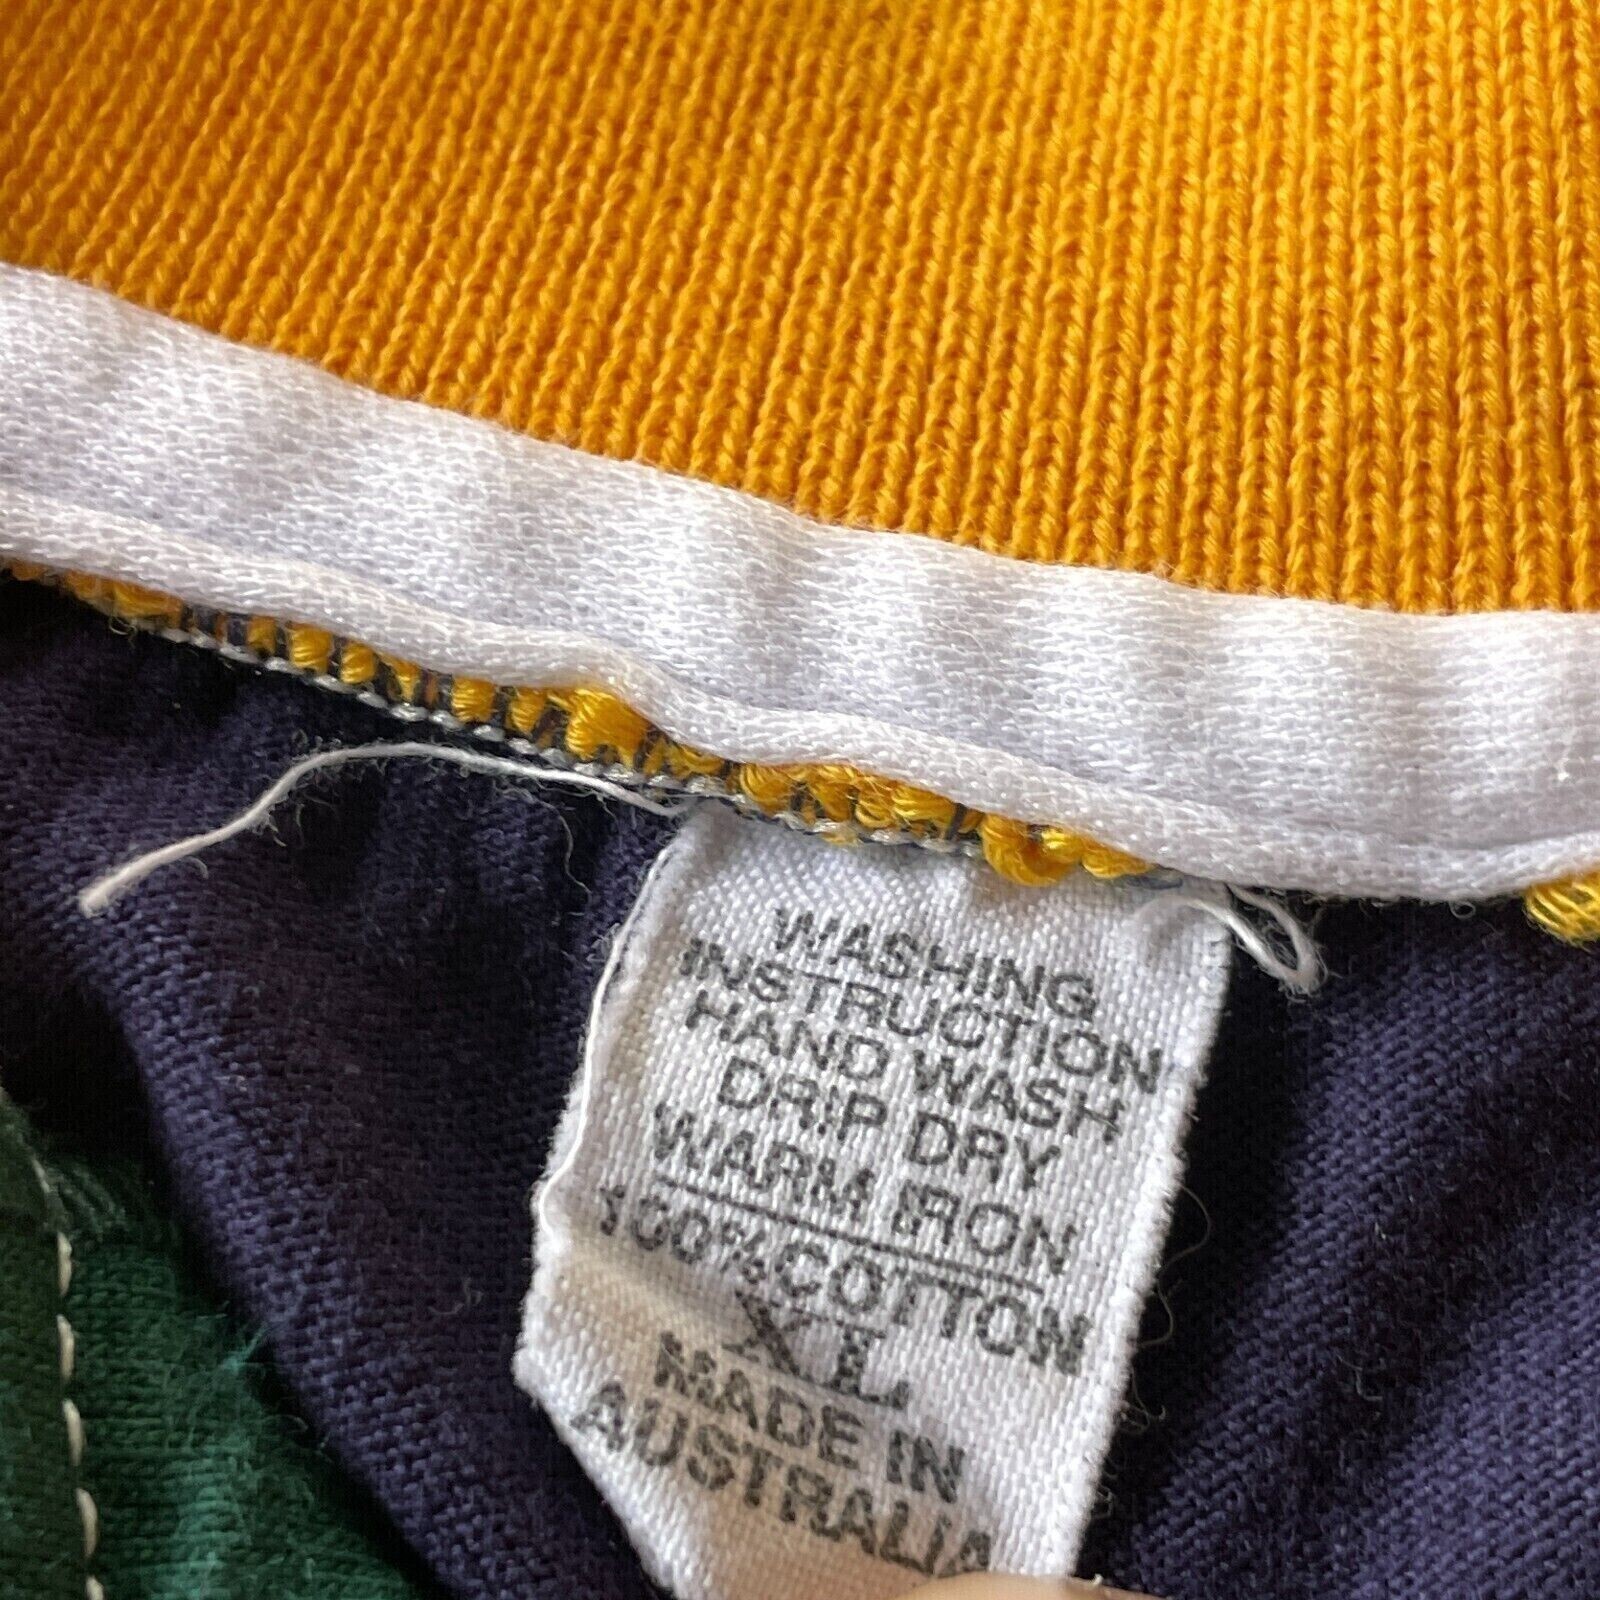 WASHING
INSTRUCTION
HAND WASH
DRIP DRY
WARM IRON
100% COTTON
XL
MADE IN
AUSTRALIA